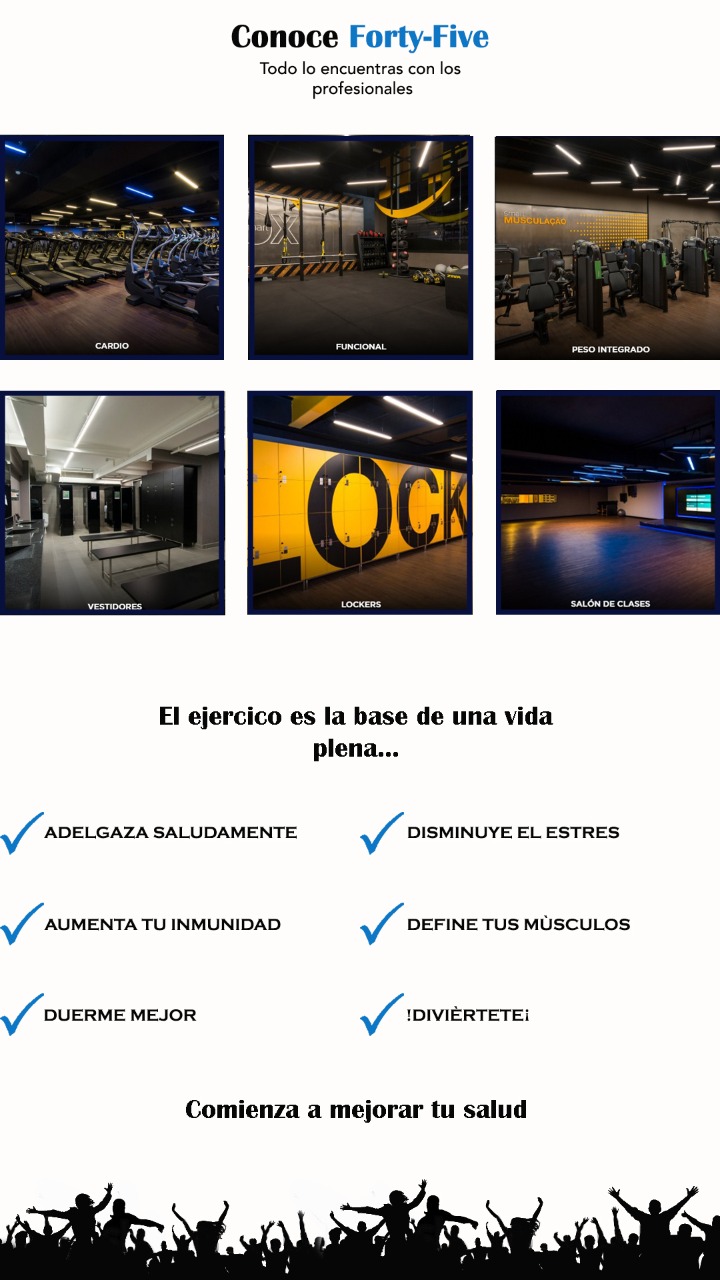 Conoce Forty-Five
Todo lo encuentras con los
profesionales
CARDIO
FUNCIONAL
MUSCULAÇÃO
PESO INTEGRADO
VESTIDORES
LOCK
LOCKERS
SALÓN DE CLASES
El ejercico es la base de una vida
plena...
ADELGAZA SALUDAMENTE
DISMINUYE EL ESTRES
AUMENTA TU INMUNIDAD
DEFINE TUS MÙSCULOS
DUERME MEJOR
!DIVIÈRTETE¡
Comienza a mejorar tu salud